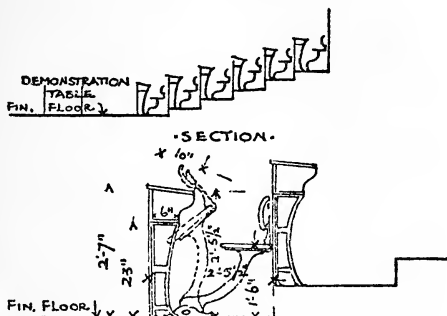 DEMONSTRATION
TABLE
FIN. FLOOR
·SECTION·
10"
6"
2'-7"
23"
2'-5½"
2'-5½"
1'-6"
FIN. FLOOR